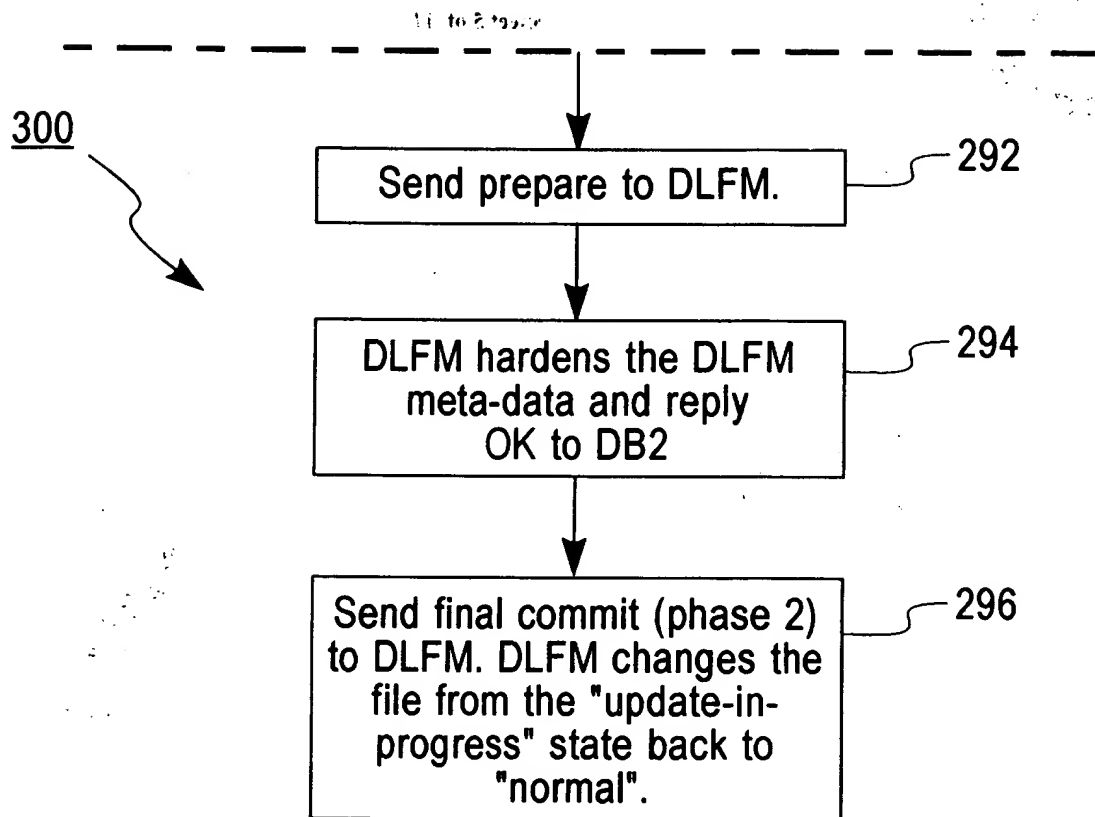 300
Send prepare to DLFM.
292
DLFM hardens the DLFM
meta-data and reply
OK to DB2
294
Send final commit (phase 2)
to DLFM. DLFM changes the
file from the "update-in-
progress" state back to
"normal".
296